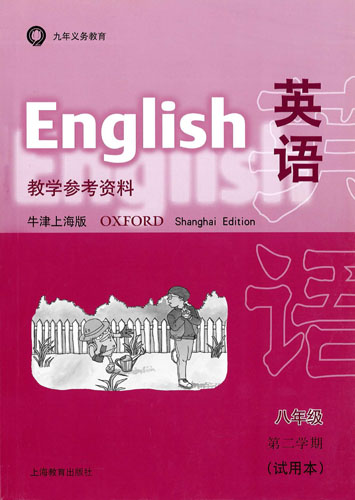 九年义务教育
English
英语
教学参考资料
牛津上海版 OXFORD Shanghai Edition
八年级
第二学期
(试用本)
上海教育出版社